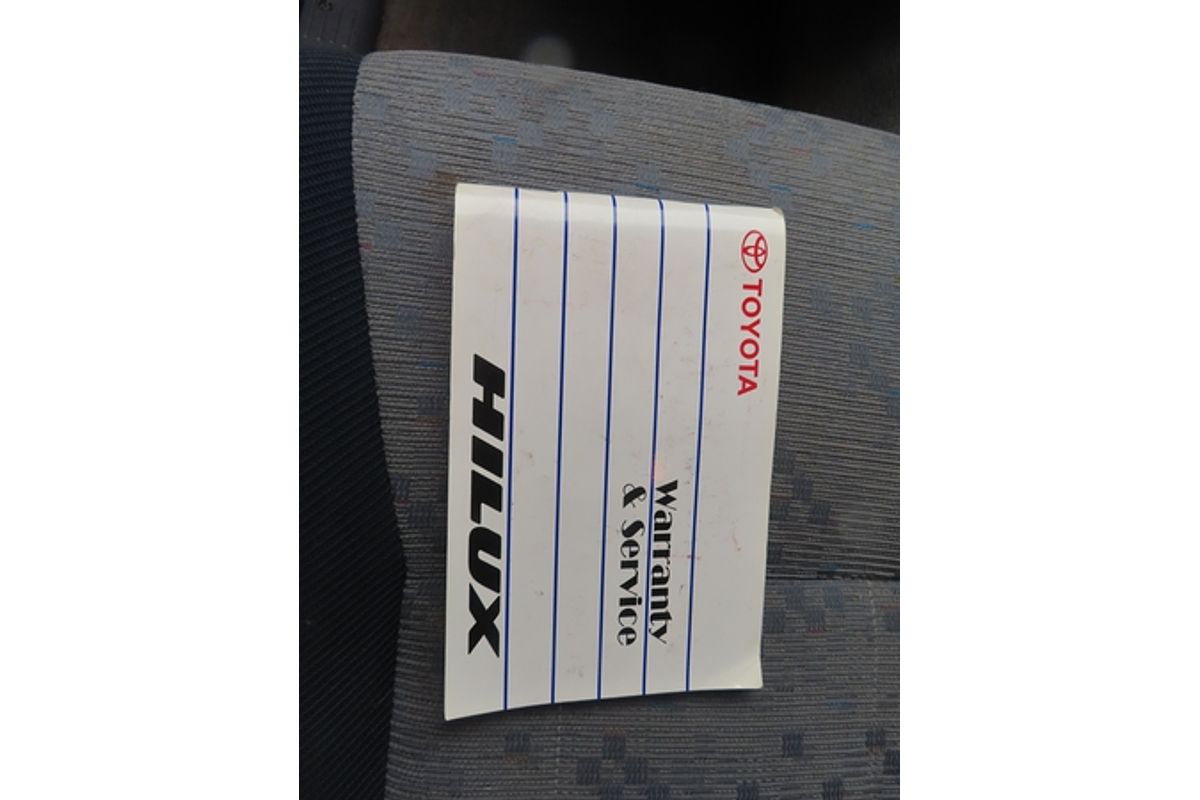 TOYOTA
Warranty
& Service
HILUX